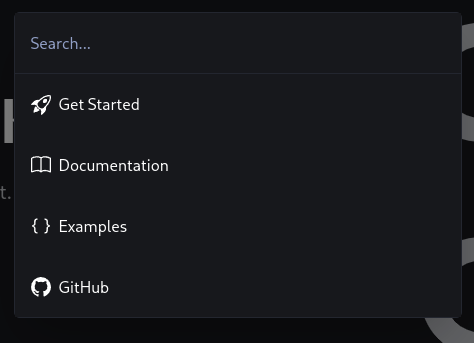 Search...
Get Started
t.
Documentation
{ } Examples
GitHub